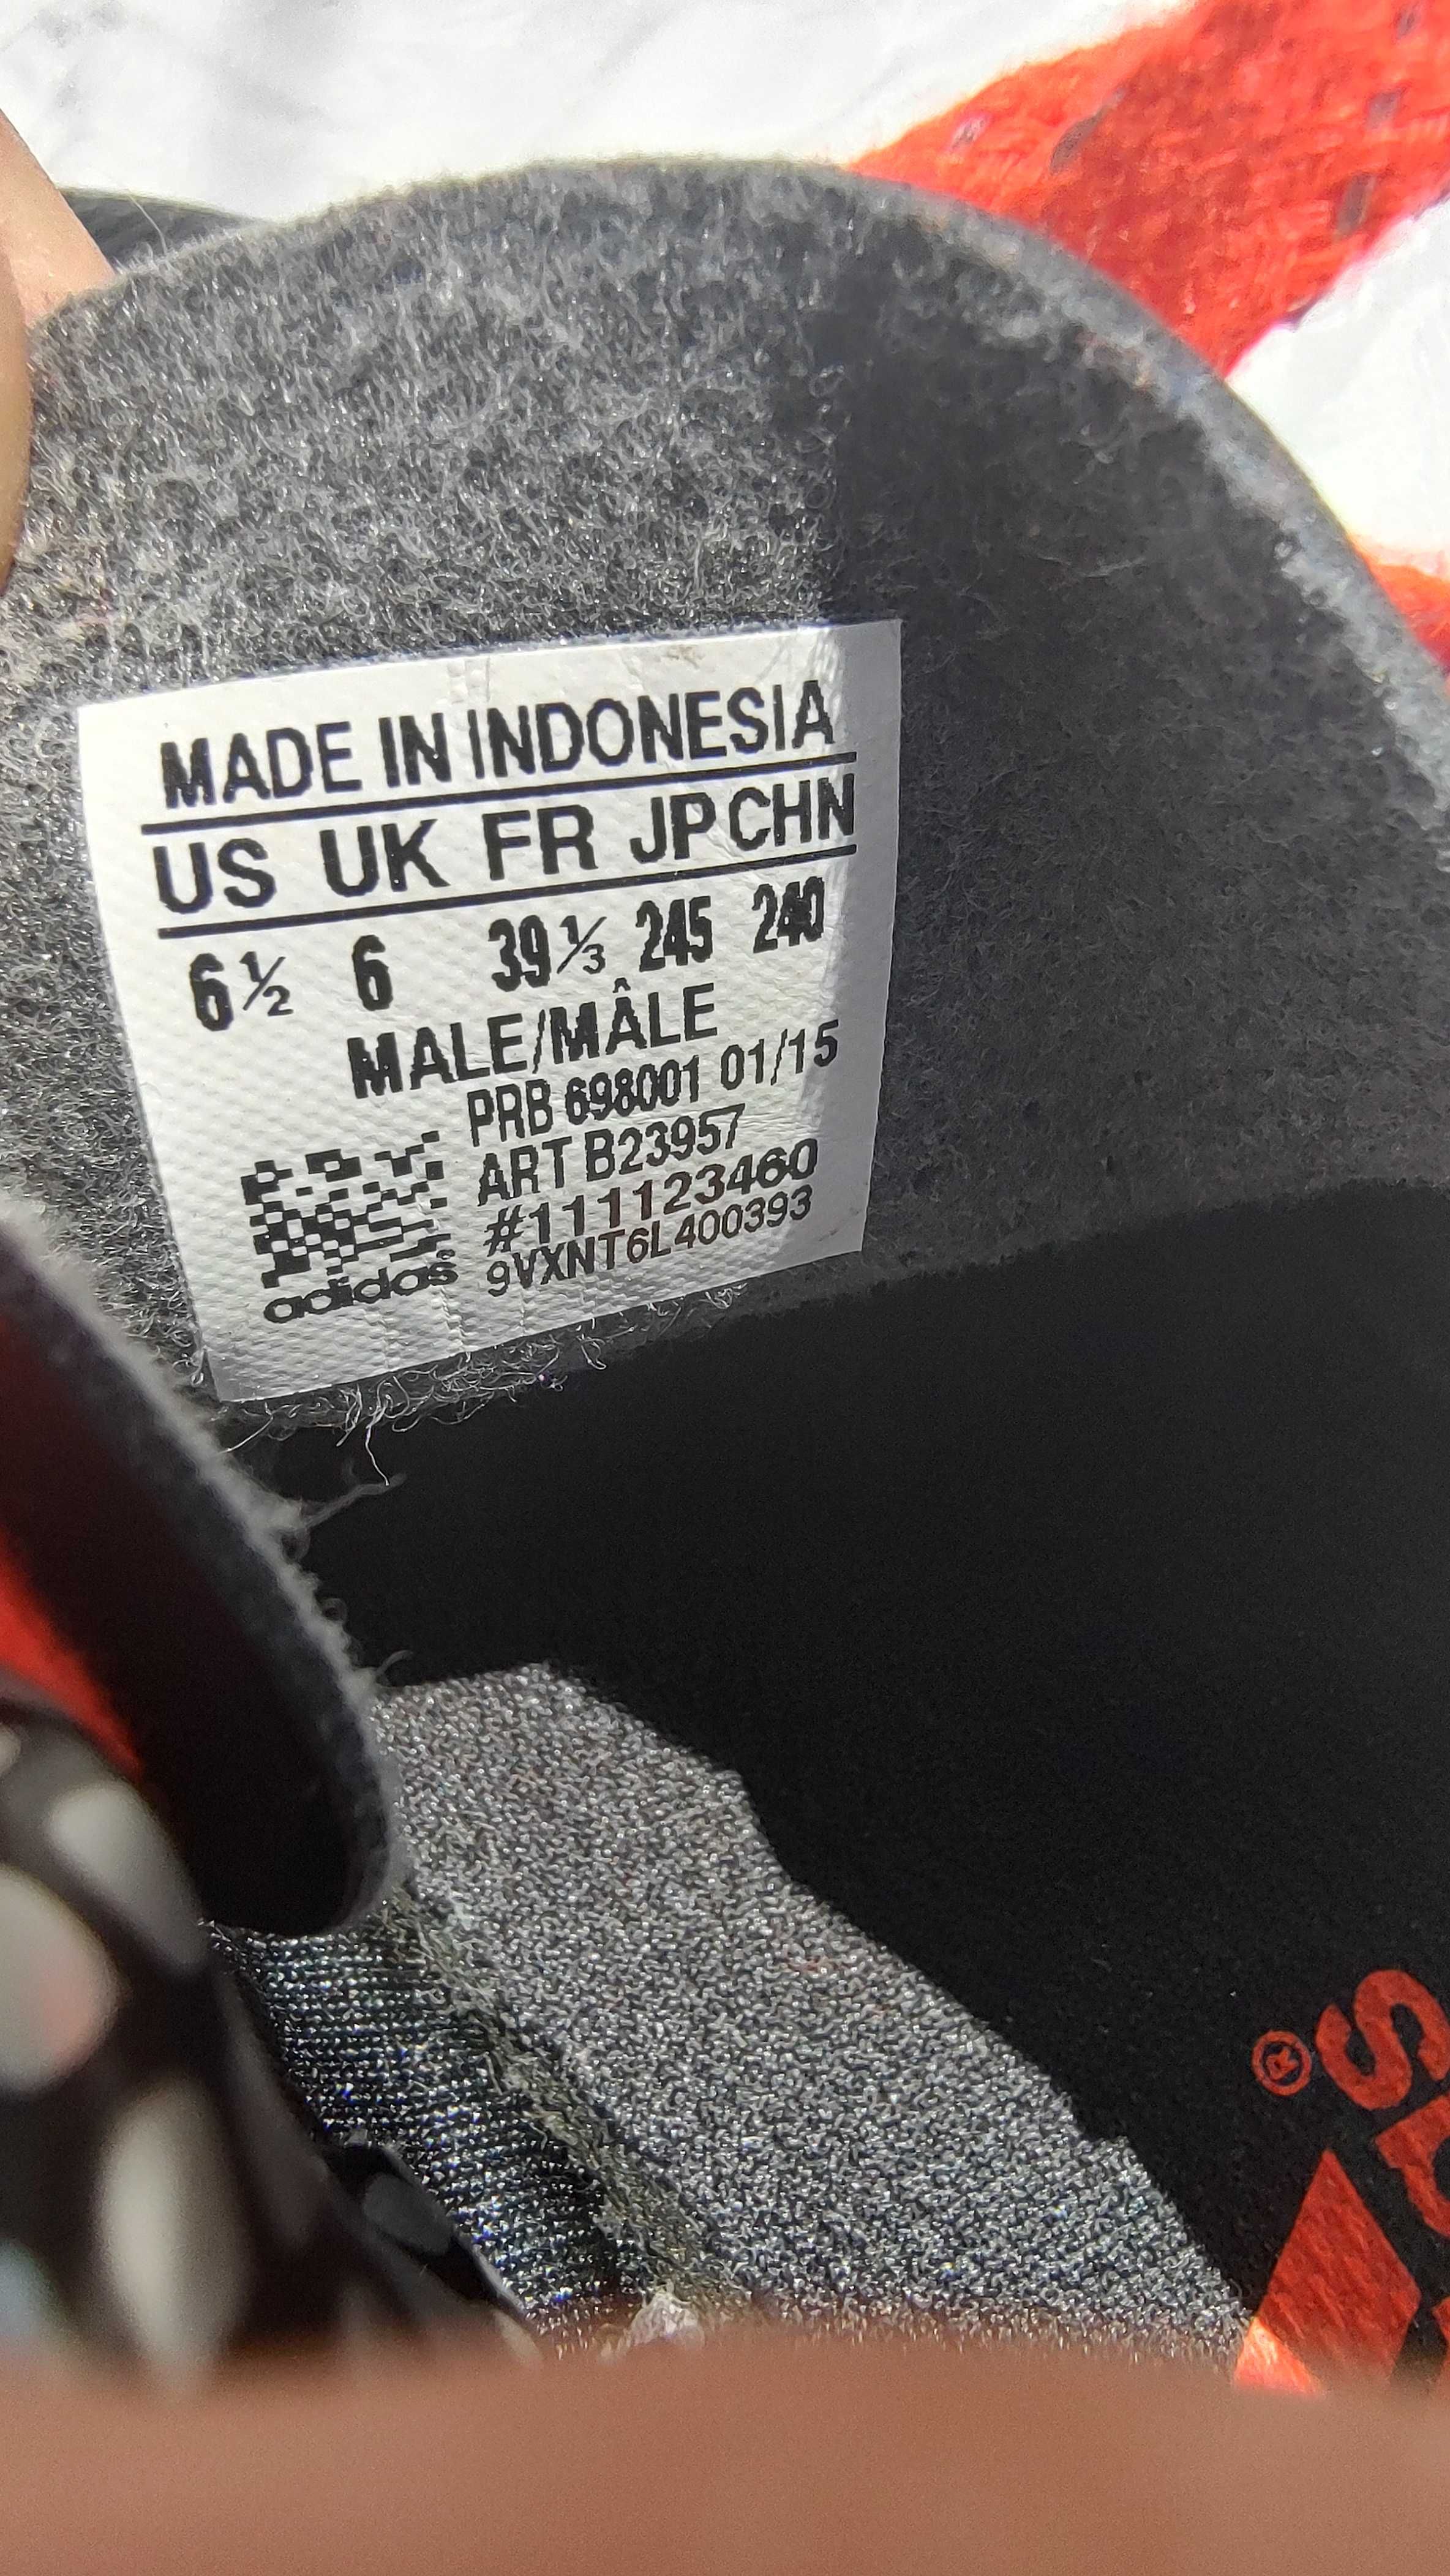 MADE IN INDONESIA
US UK FR JP CHN
6½ 6 39⅓ 245 240
MALE/MÂLE
PRB 698001 01/15
ART B23957
#111123460
9VXNT6L400393
adidas
®